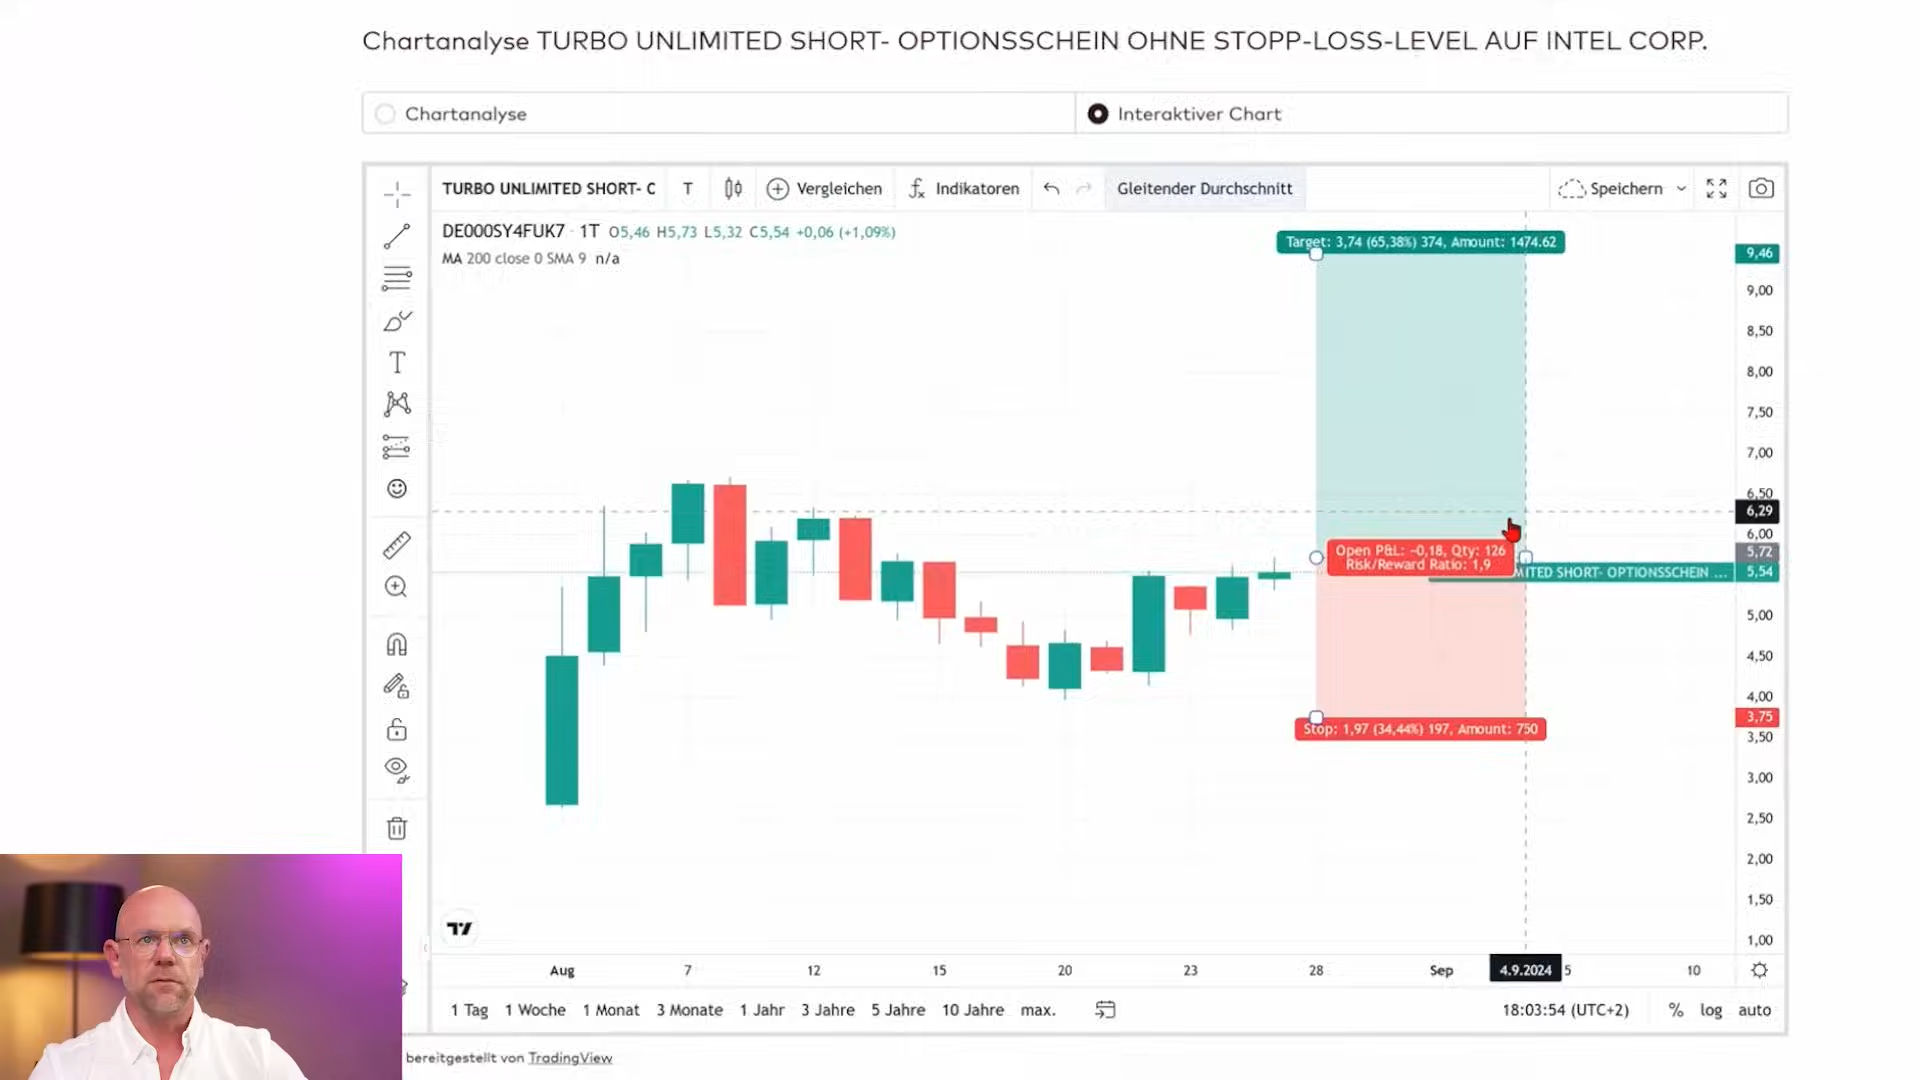 Chartanalyse TURBO UNLIMITED SHORT- OPTIONSSCHEIN OHNE STOPP-LOSS-LEVEL AUF INTEL CORP.
Chartanalyse
Interaktiver Chart
TURBO UNLIMITED SHORT- C
T
Vergleichen
Indikatoren
Gleitender Durchschnitt
Speichern
DE000SY4FUK7 · 1T O5,46 H5,73 L5,32 C5,54 +0,06 (+1,09%)
MA 200 close 0 SMA 9 n/a
Target: 3,74 (65,38%) 374, Amount: 1474.62
9,46
9,00
8,50
8,00
7,50
7,00
6,50
6,29
6,00
Open P&L: -0,18, Qty: 126
Risk/Reward Ratio: 1,9
5,72
MITED SHORT- OPTIONSSCHEIN ...
5,54
5,00
4,50
4,00
3,75
Stop: 1,97 (34,44%) 197, Amount: 750
3,50
3,00
2,50
2,00
1,50
1,00
Aug 7 12 15 20 23 28 Sep 4.9.2024 5 10
1 Tag 1 Woche 1 Monat 3 Monate 1 Jahr 3 Jahre 5 Jahre 10 Jahre max.
18:03:54 (UTC+2) % log auto
bereitgestellt von TradingView